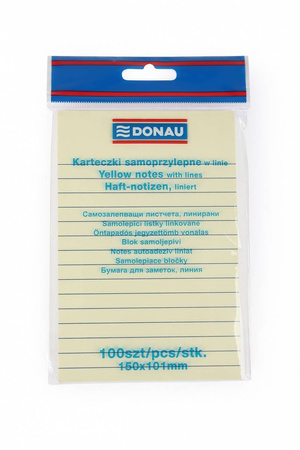 DONAU
Karteczki samoprzylepne w linie
Yellow notes with lines
Haft-notizen, liniert
Самозалепващи листчета, линирани
Samolepicí lístky linkované
Öntapadós jegyzettömb vonalas
Blok samoljepivi
Notes autoadeziv liniat
Samolepiace bločky
Бумага для заметок, линия
100szt/pcs/stk.
150x101mm